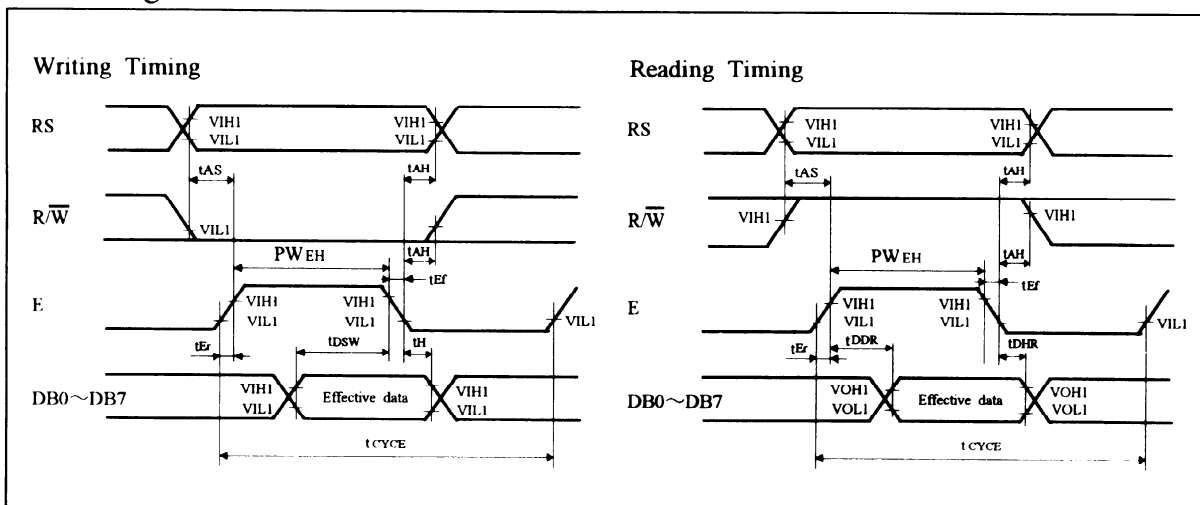 Writing Timing
RS
VIH1
VIL1
VIH1
VIL1
tAS
tAH
R/W̅
VIL1
PWEH
tAH
tEf
E
VIH1
VIL1
VIH1
VIL1
VIL1
tEr
tDSW
tH
DB0～DB7
VIH1
VIL1
Effective data
VIH1
VIL1
tCYCE
Reading Timing
RS
VIH1
VIL1
VIH1
VIL1
tAS
tAH
R/W̅
VIH1
VIH1
PWEH
tAH
tEf
E
VIH1
VIL1
VIH1
VIL1
VIL1
tEr
tDDR
tDHR
DB0～DB7
VOH1
VOL1
Effective data
VOH1
VOL1
tCYCE